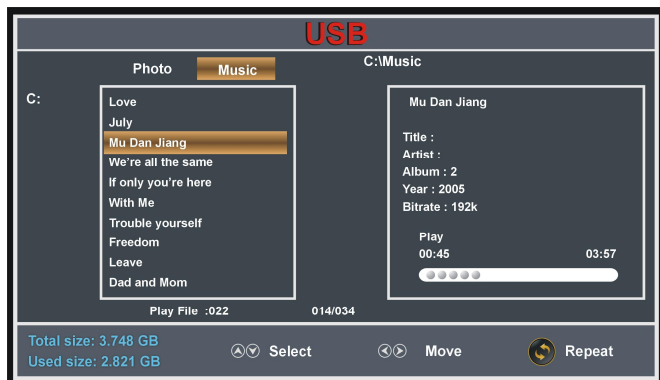 USB
Photo Music C:\Music
C:
Love
July
Mu Dan Jiang
We're all the same
If only you're here
With Me
Trouble yourself
Freedom
Leave
Dad and Mom
Mu Dan Jiang
Title :
Artist :
Album : 2
Year : 2005
Bitrate : 192k
Play
00:45 03:57
Play File :022 014/034
Total size: 3.748 GB
Used size: 2.821 GB
Select Move Repeat